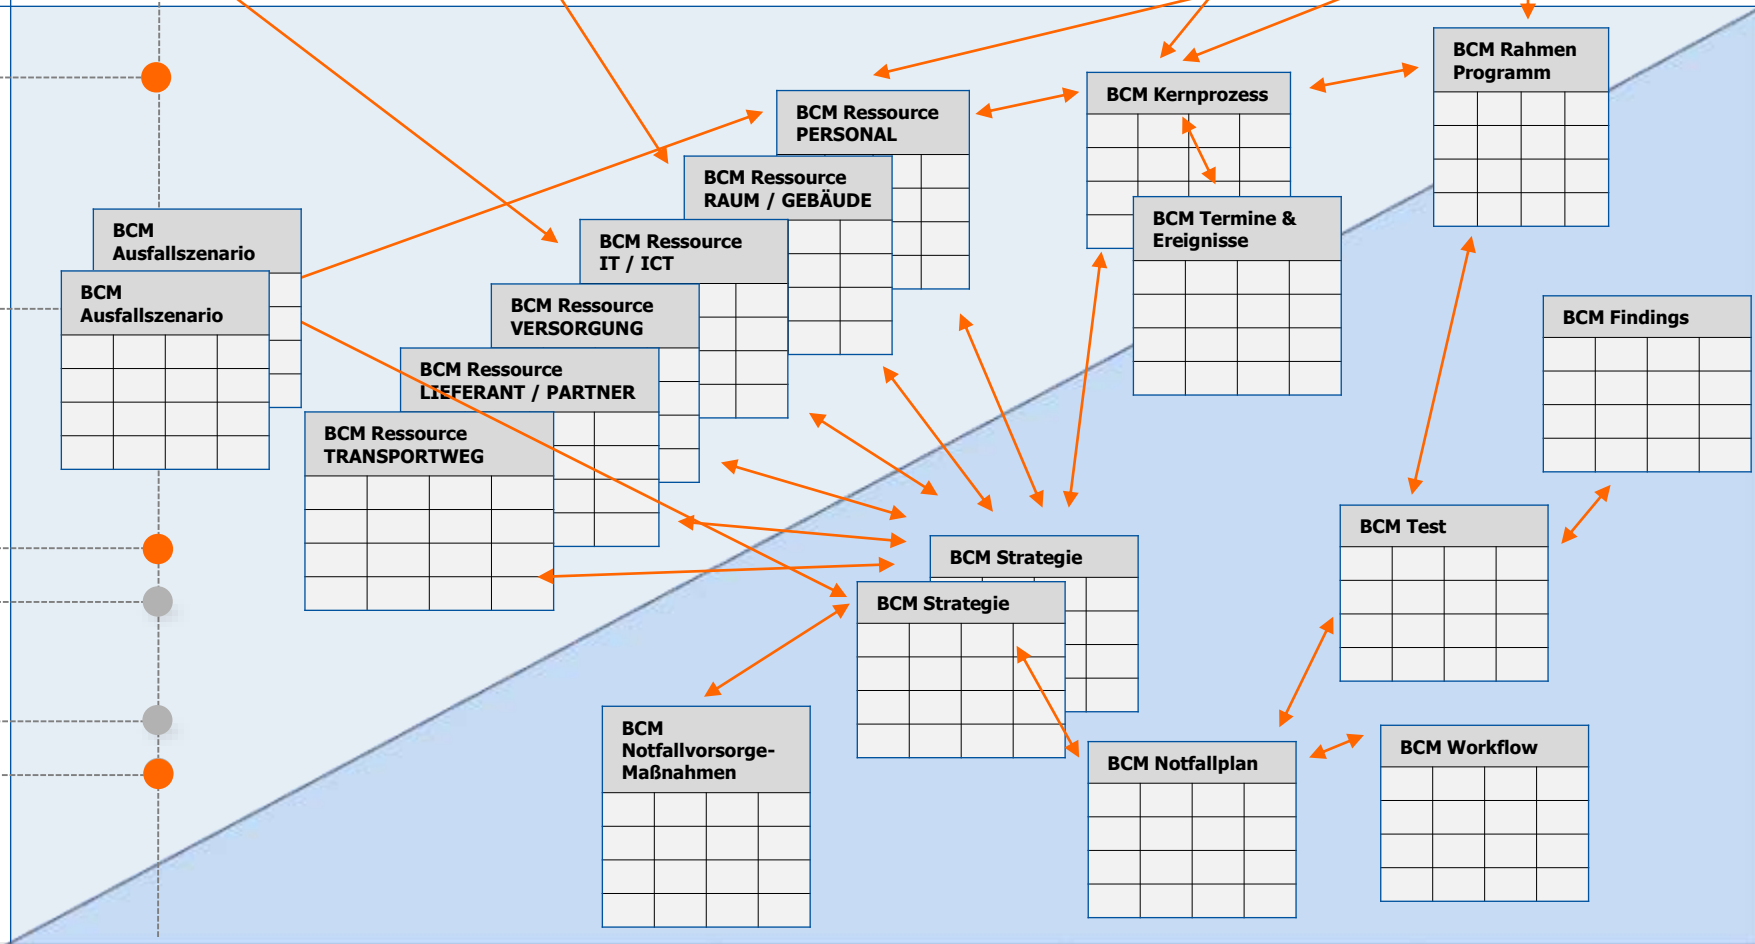 BCM Rahmen
Programm
BCM Kernprozess
BCM Ressource
PERSONAL
BCM Ressource
RAUM / GEBÄUDE
BCM Termine &
Ereignisse
BCM
Ausfallszenario
BCM Ressource
IT / ICT
BCM
Ausfallszenario
BCM Ressource
VERSORGUNG
BCM Findings
BCM Ressource
LIEFERANT / PARTNER
BCM Ressource
TRANSPORTWEG
BCM Test
BCM Strategie
BCM Strategie
BCM
Notfallvorsorge-
Maßnahmen
BCM Notfallplan
BCM Workflow